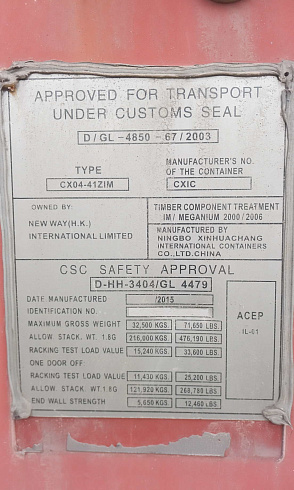 APPROVED FOR TRANSPORT
UNDER CUSTOMS SEAL
D/GL -4850 -67/2003
TYPE
CX04-41ZIM
MANUFACTURER'S NO.
OF THE CONTAINER
CXIC
OWNED BY:
NEW WAY(H.K.)
INTERNATIONAL LIMITED
TIMBER COMPONENT TREATMENT
IM/ MEGANIUM 2000/2006
MANUFACTURED BY
NINGBO XINHUACHANG
INTERNATIONAL CONTAINERS
CO.,LTD.CHINA
CSC SAFETY APPROVAL
D-HH-3404/GL 4479
DATE MANUFACTURED /2015
IDENTIFICATION NO.
MAXIMUM GROSS WEIGHT 32,500 KGS. 71,650 LBS.
ALLOW. STACK. WT. 1.8G 216,000 KGS. 476,190 LBS.
RACKING TEST LOAD VALUE 15,240 KGS. 33,600 LBS.
ONE DOOR OFF
RACKING TEST LOAD VALUE 11,430 KGS. 25,200 LBS.
ALLOW. STACK. WT.1.8G 121,920 KGS. 268,780 LBS.
END WALL STRENGTH 5,650 KGS. 12,460 LBS.
ACEP
IL-01